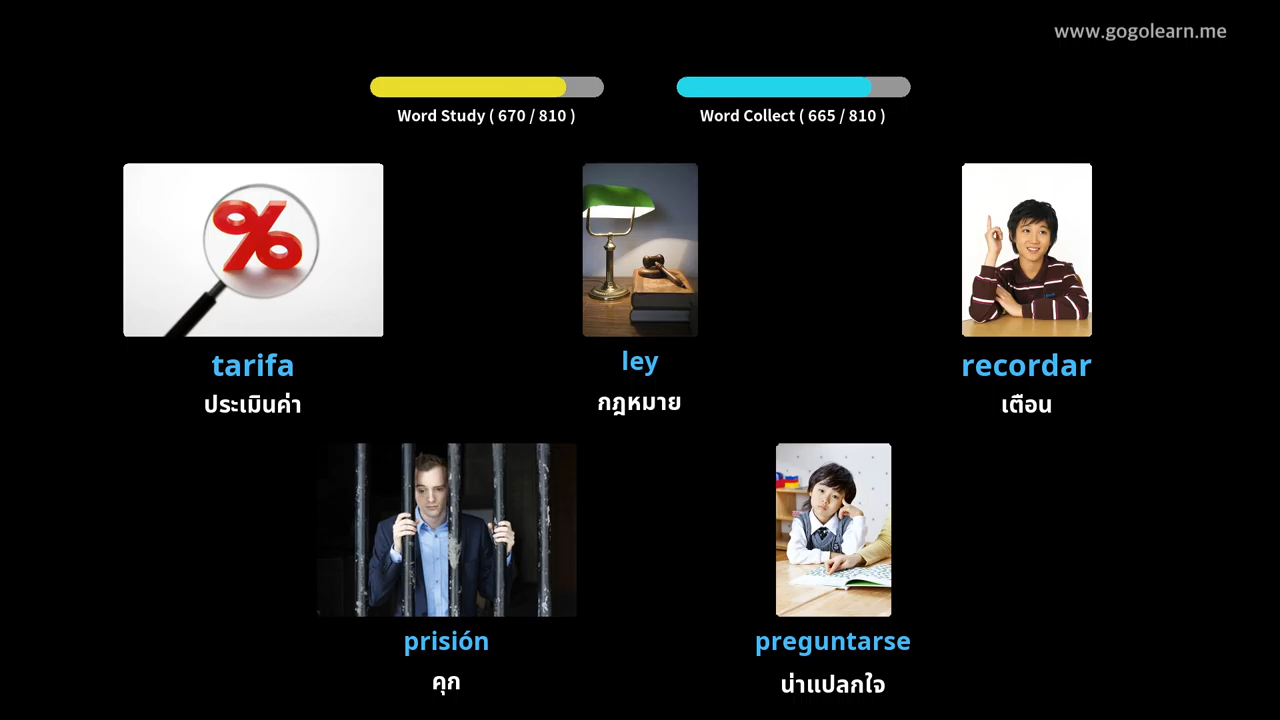 www.gogolearn.me
Word Study ( 670 / 810 )
Word Collect ( 665 / 810 )
tarifa
ประเมินค่า
ley
กฎหมาย
recordar
เตือน
prisión
คุก
preguntarse
น่าแปลกใจ